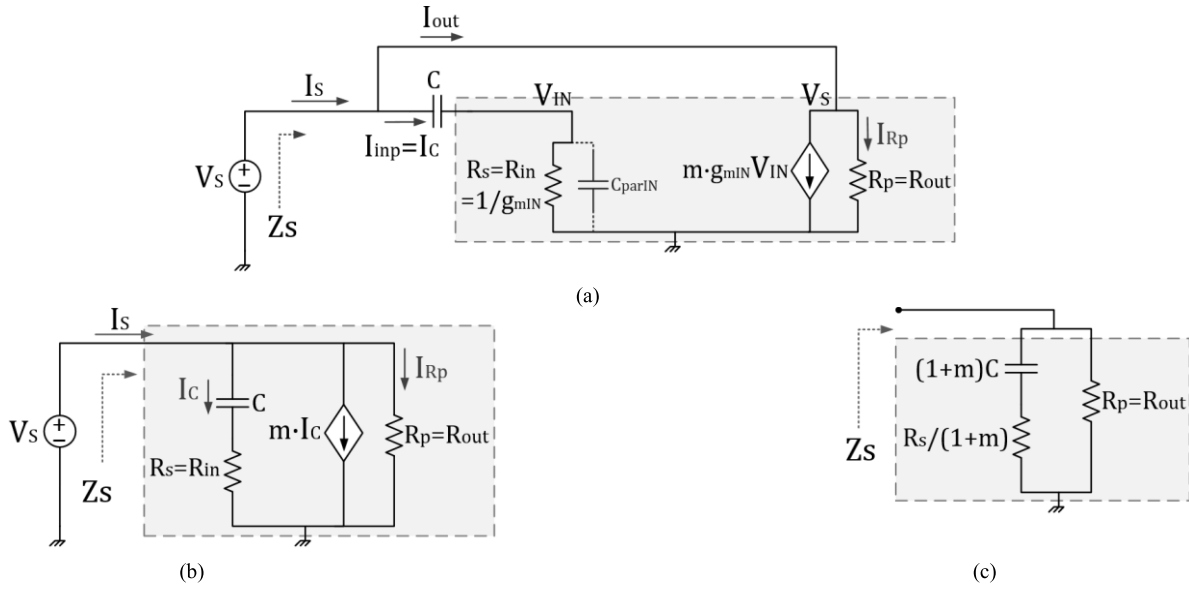 Iout
Is
C
VIN
Vs
IRp
Iinp=Ic
Vs
Rs=Rin
=1/gmIN
CparIN
m·gmINVIN
Rp=Rout
Zs
(a)
Is
Ic
C
IRp
Vs
m·Ic
Rp=Rout
Rs=Rin
Zs
(b)
(1+m)C
Rp=Rout
Rs/(1+m)
Zs
(c)